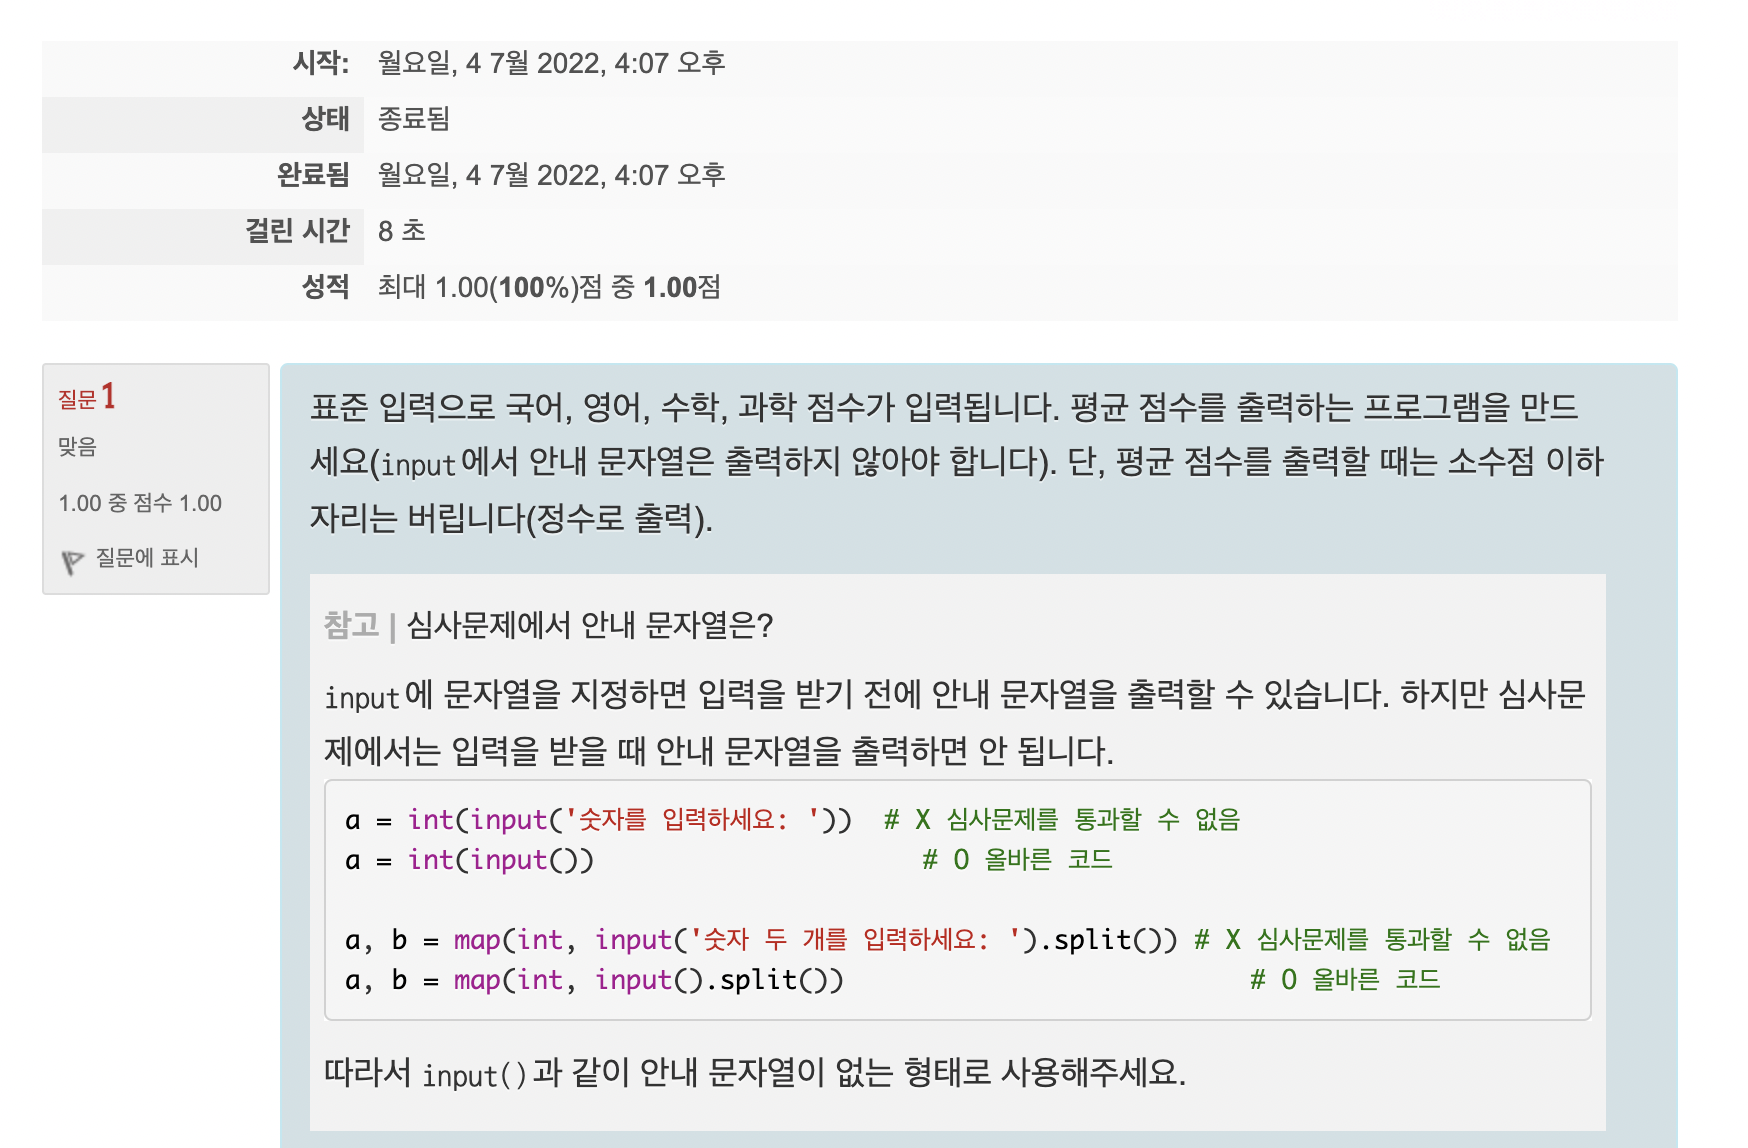 시작: 월요일, 4 7월 2022, 4:07 오후
상태 종료됨
완료됨 월요일, 4 7월 2022, 4:07 오후
걸린 시간 8 초
성적 최대 1.00(100%)점 중 1.00점
질문 1
맞음
1.00 중 점수 1.00
질문에 표시
표준 입력으로 국어, 영어, 수학, 과학 점수가 입력됩니다. 평균 점수를 출력하는 프로그램을 만드
세요(input에서 안내 문자열은 출력하지 않아야 합니다). 단, 평균 점수를 출력할 때는 소수점 이하
자리는 버립니다(정수로 출력).
참고 | 심사문제에서 안내 문자열은?
input에 문자열을 지정하면 입력을 받기 전에 안내 문자열을 출력할 수 있습니다. 하지만 심사문
제에서는 입력을 받을 때 안내 문자열을 출력하면 안 됩니다.
a = int(input('숫자를 입력하세요: '))  # X 심사문제를 통과할 수 없음
a = int(input())                     # O 올바른 코드
a, b = map(int, input('숫자 두 개를 입력하세요: ').split()) # X 심사문제를 통과할 수 없음
a, b = map(int, input().split())                          # O 올바른 코드
따라서 input()과 같이 안내 문자열이 없는 형태로 사용해주세요.